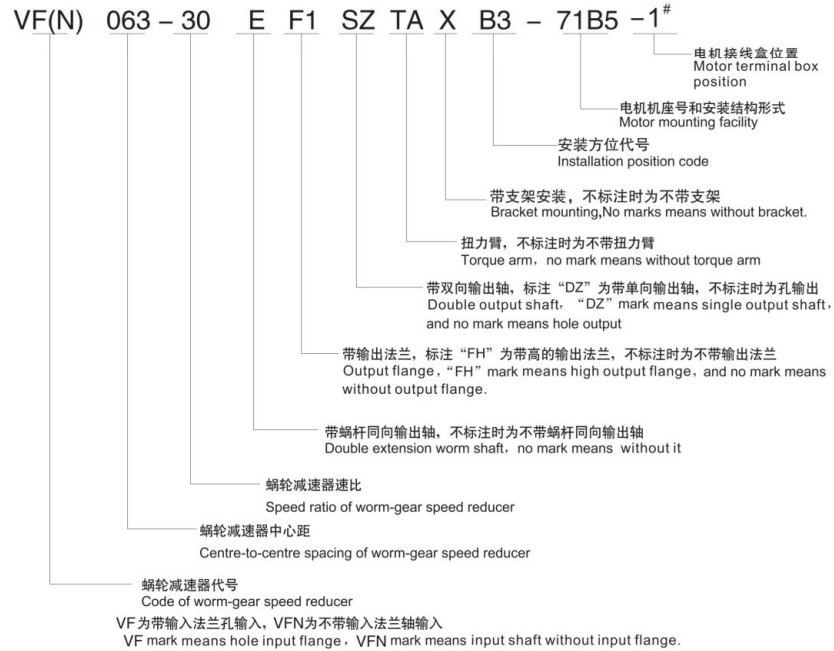 VF(N) 063 – 30 E F1 SZ TA X B3 – 71B5 –1#
电机接线盒位置
Motor terminal box
position
电机机座号和安装结构形式
Motor mounting facility
安装方位代号
Installation position code
带支架安装，不标注时为不带支架
Bracket mounting,No marks means without bracket.
扭力臂，不标注时为不带扭力臂
Torque arm，no mark means without torque arm
带双向输出轴，标注“DZ”为带单向输出轴，不标注时为孔输出
Double output shaft，“DZ”mark means single output shaft，
and no mark means hole output
带输出法兰，标注“FH”为带高的输出法兰，不标注时为不带输出法兰
Output flange，“FH”mark means high output flange，and no mark means
without output flange.
带蜗杆同向输出轴，不标注时为不带蜗杆同向输出轴
Double extension worm shaft，no mark means without it
蜗轮减速器速比
Speed ratio of worm-gear speed reducer
蜗轮减速器中心距
Centre-to-centre spacing of worm-gear speed reducer
蜗轮减速器代号
Code of worm-gear speed reducer
VF为带输入法兰孔输入，VFN为不带输入法兰轴输入
VF mark means hole input flange，VFN mark means input shaft without input flange.